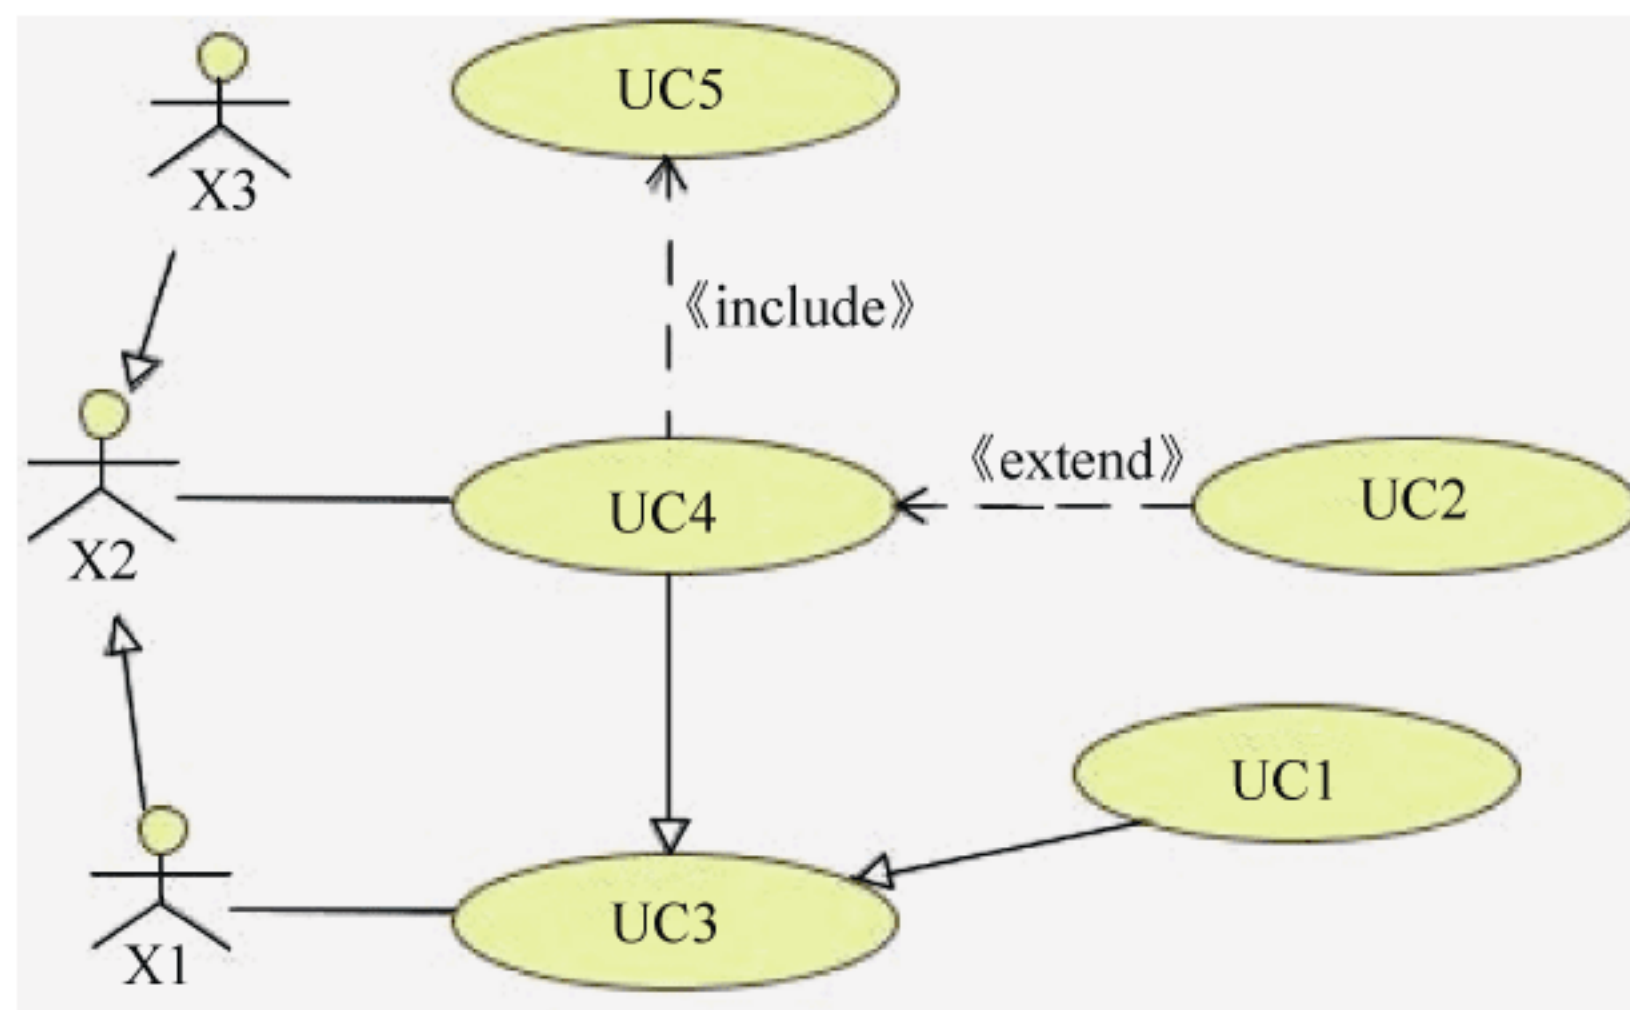 UC5
X3
《include》
《extend》
UC4
UC2
X2
UC1
UC3
X1